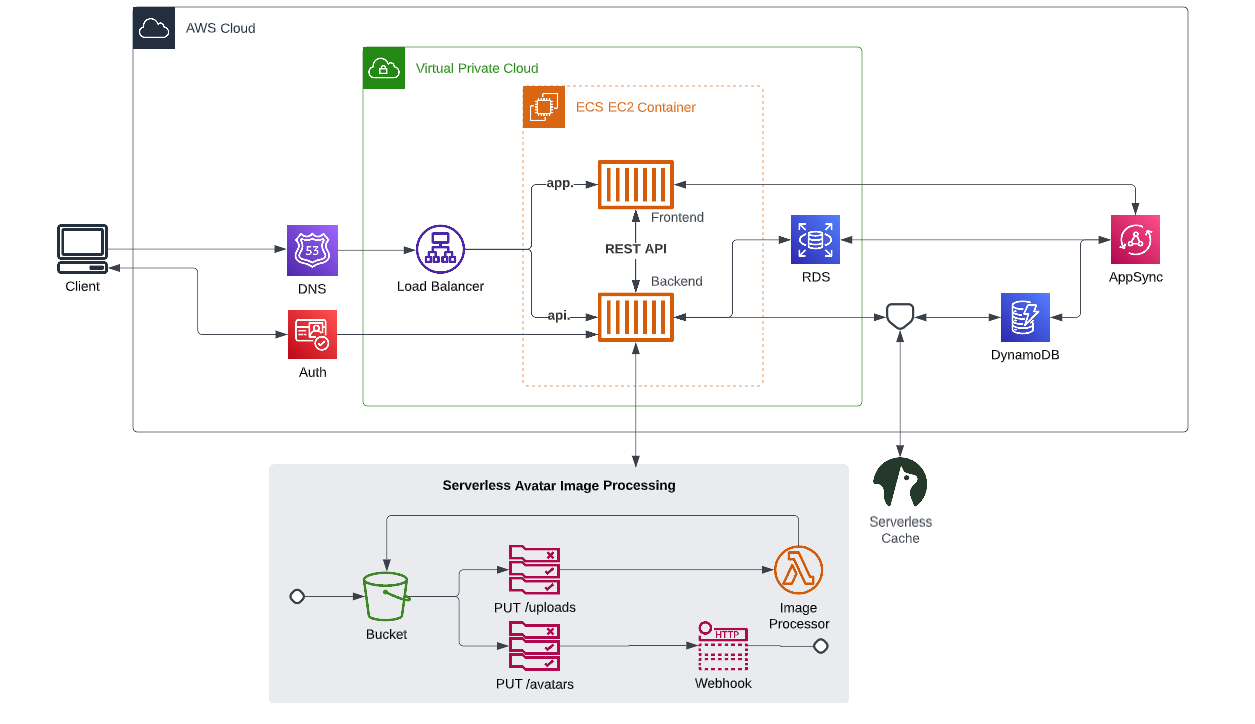 AWS Cloud
Virtual Private Cloud
ECS EC2 Container
app.
Frontend
REST API
Backend
api.
Client
53
DNS
Load Balancer
Auth
RDS
AppSync
DynamoDB
Serverless
Cache
Serverless Avatar Image Processing
Bucket
PUT /uploads
Image
Processor
PUT /avatars
HTTP
Webhook